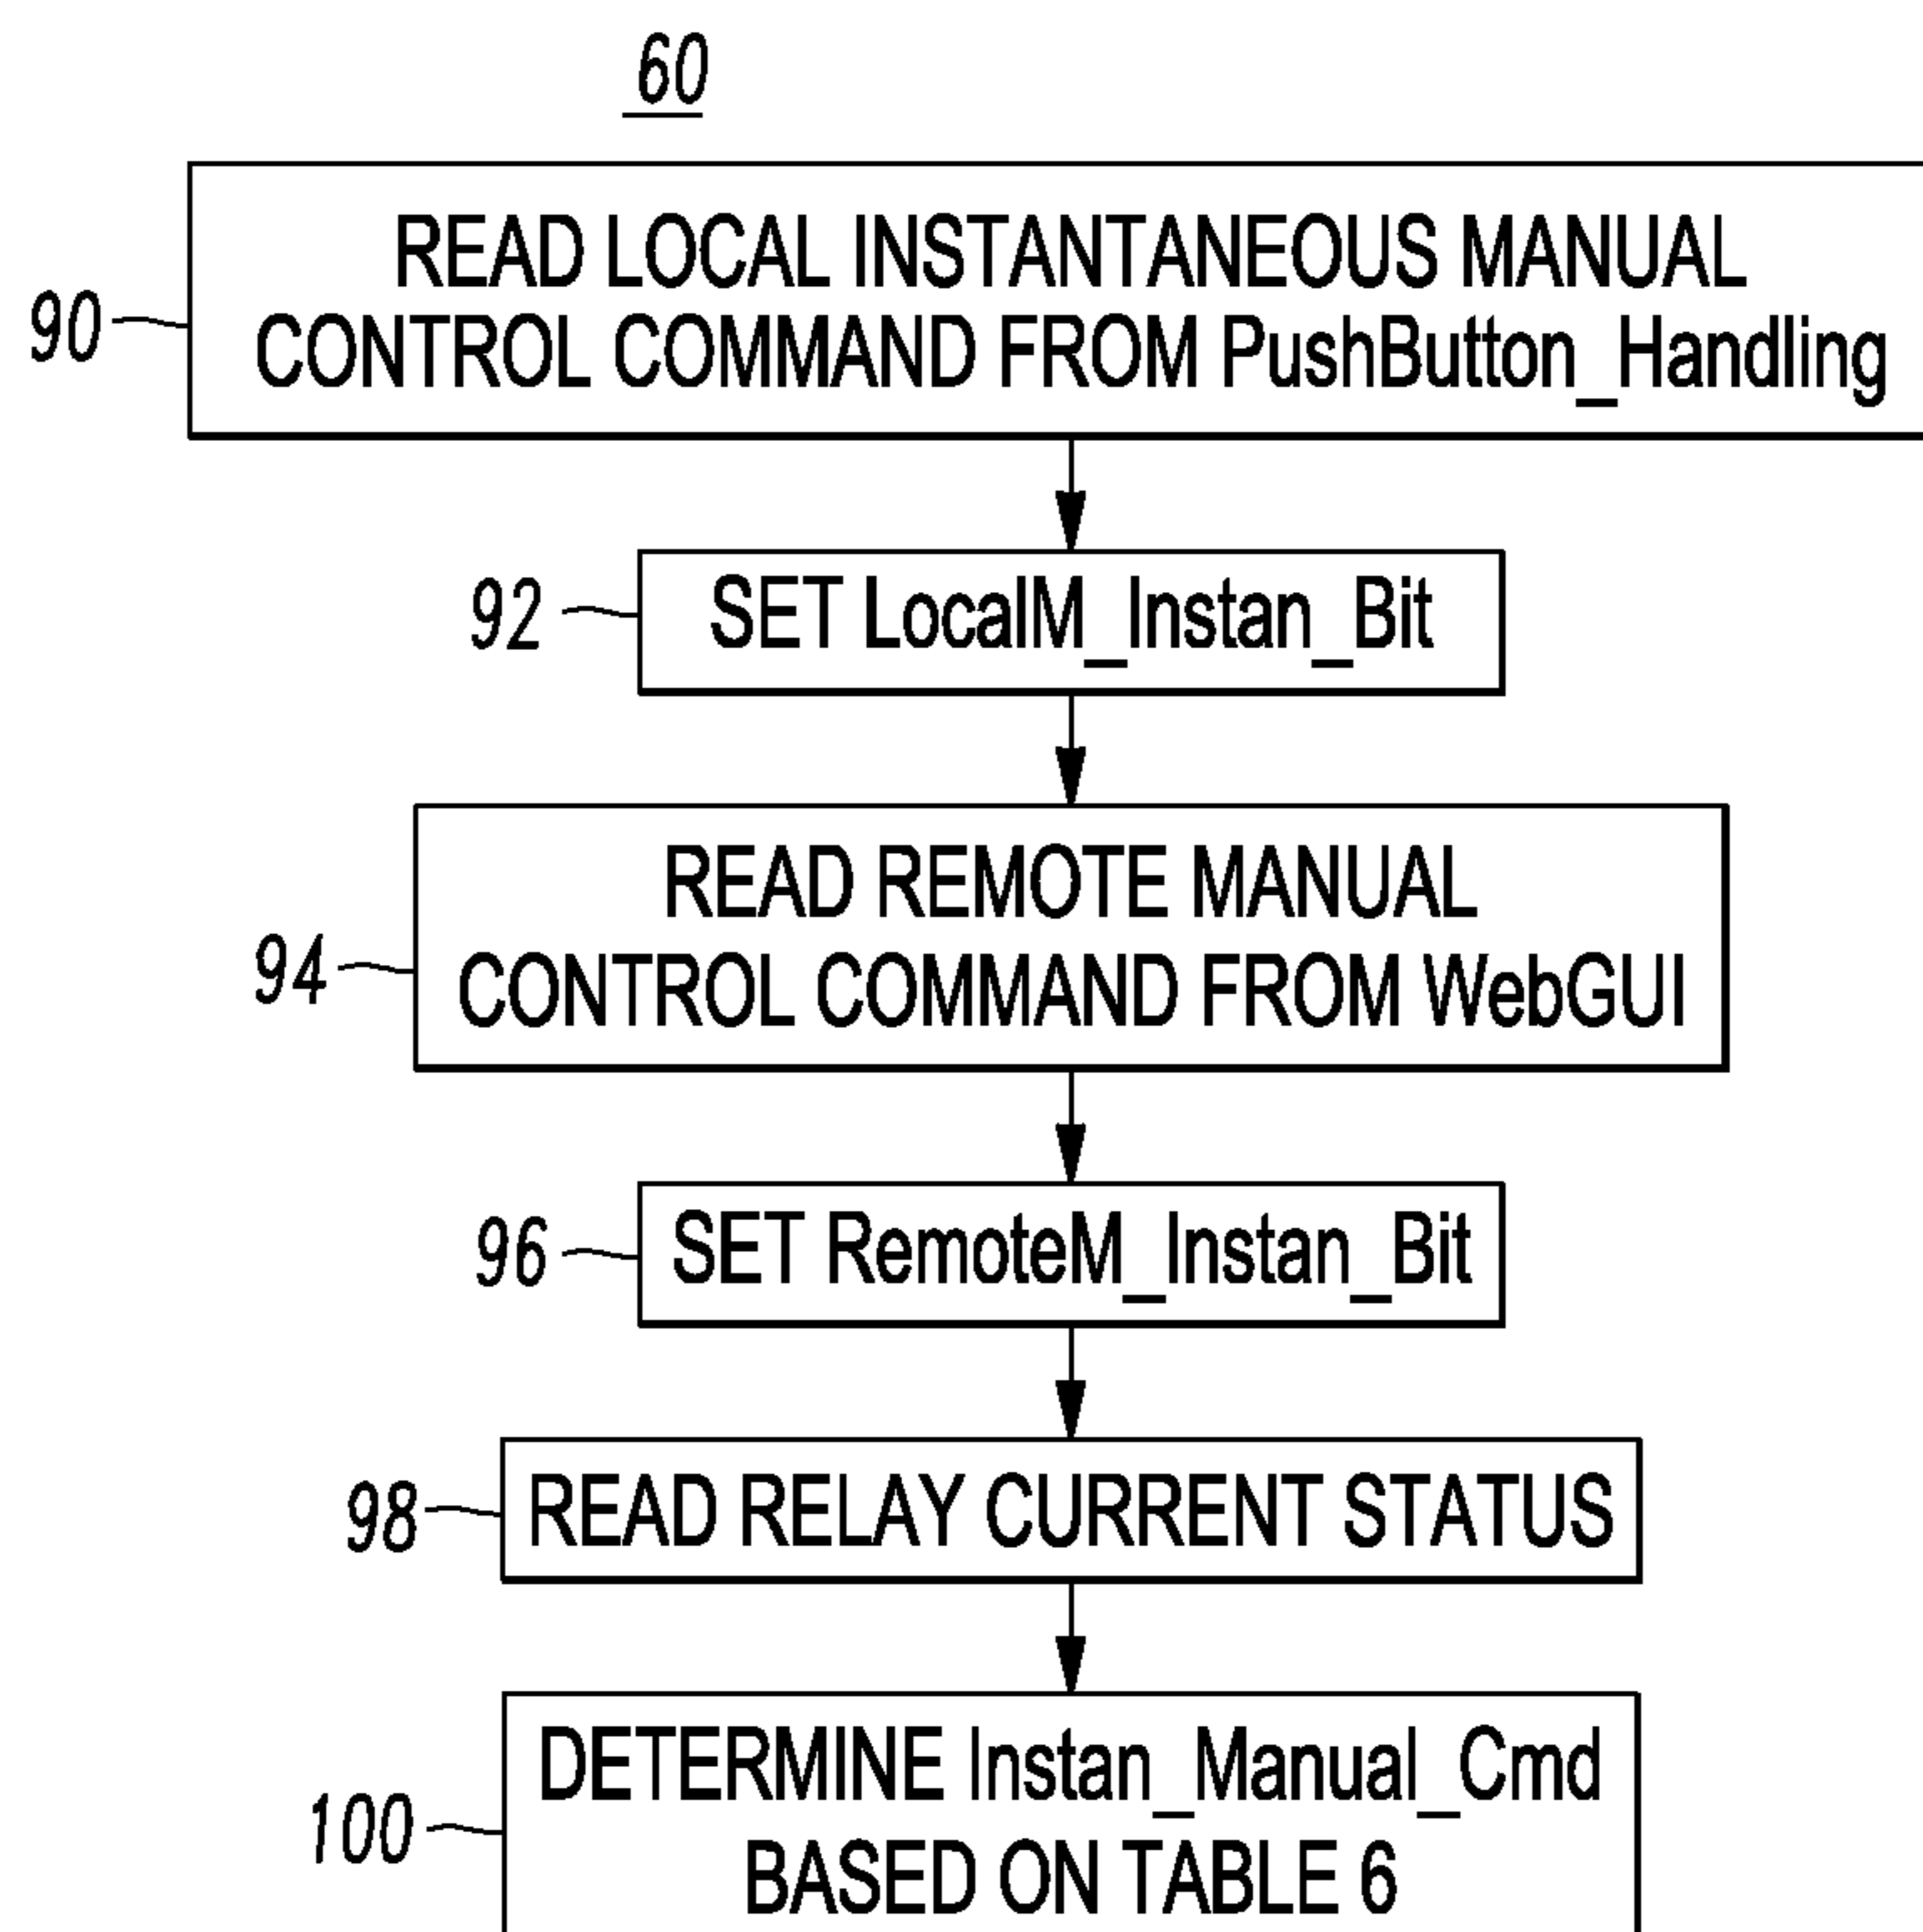 60
READ LOCAL INSTANTANEOUS MANUAL
90
CONTROL COMMAND FROM PushButton_Handling
92
SET LocalM_Instan_Bit
READ REMOTE MANUAL
94
CONTROL COMMAND FROM WebGUI
96
SET RemoteM_Instan_Bit
98
READ RELAY CURRENT STATUS
DETERMINE Instan_Manual_Cmd
100
BASED ON TABLE 6